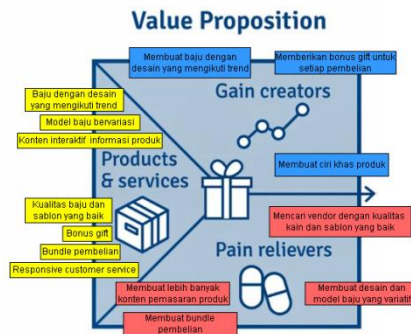 Value Proposition
Membuat baju dengan
desain yang mengikuti trend
Memberikan bonus gift untuk
setiap pembelian
Gain creators
Baju dengan desain
yang mengikuti trend
Model baju bervariasi
Konten interaktif informasi produk
Products
& services
Membuat ciri khas produk
Kualitas baju dan
sablon yang baik
Bonus gift
Bundle pembelian
Responsive customer service
Mencari vendor dengan kualitas
kain dan sablon yang baik
Pain relievers
Membuat lebih banyak
konten pemasaran produk
Membuat desain dan
model baju yang variatif
Membuat bundle
pembelian